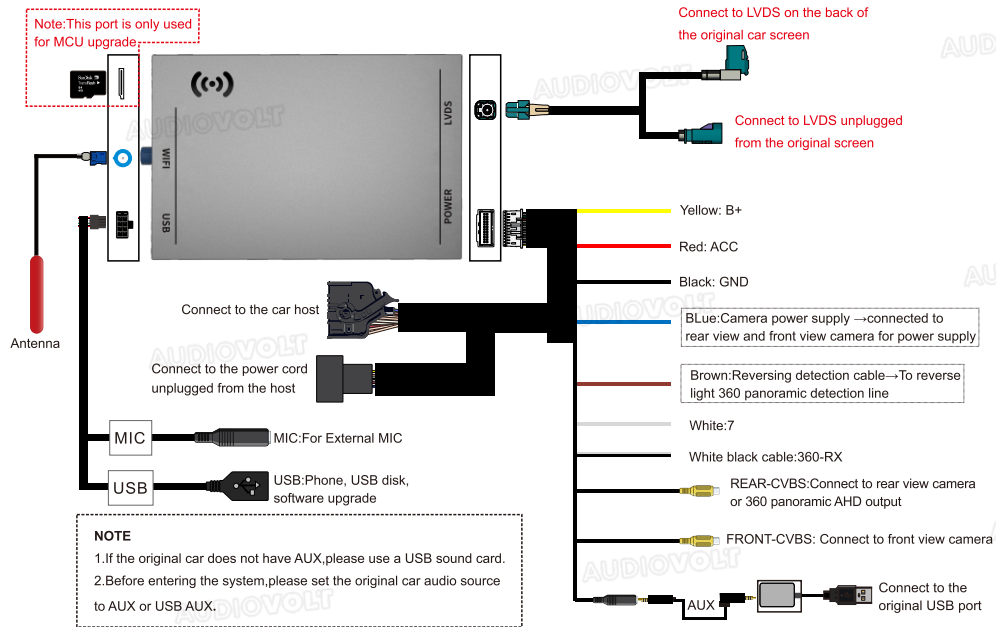 Note:This port is only used
for MCU upgrade
SanDisk
Connect to LVDS on the back of
the original car screen
Connect to LVDS unplugged
from the original screen
LVDS
WIFI
POWER
USB
Antenna
Yellow: B+
Red: ACC
Black: GND
BLue:Camera power supply →connected to
rear view and front view camera for power supply
Brown:Reversing detection cable→To reverse
light 360 panoramic detection line
White:7
White black cable:360-RX
REAR-CVBS:Connect to rear view camera
or 360 panoramic AHD output
FRONT-CVBS: Connect to front view camera
AUX
Connect to the
original USB port
Connect to the car host
Connect to the power cord
unplugged from the host
MIC
MIC:For External MIC
USB
USB:Phone, USB disk,
software upgrade
NOTE
1.If the original car does not have AUX,please use a USB sound card.
2.Before entering the system,please set the original car audio source
to AUX or USB AUX.
AUDIOVOLT
AUDIOVOLT
AUDIOVOLT
AUDIOVOLT
AUDIOVOLT
AUDIOVOLT
AUD
AU